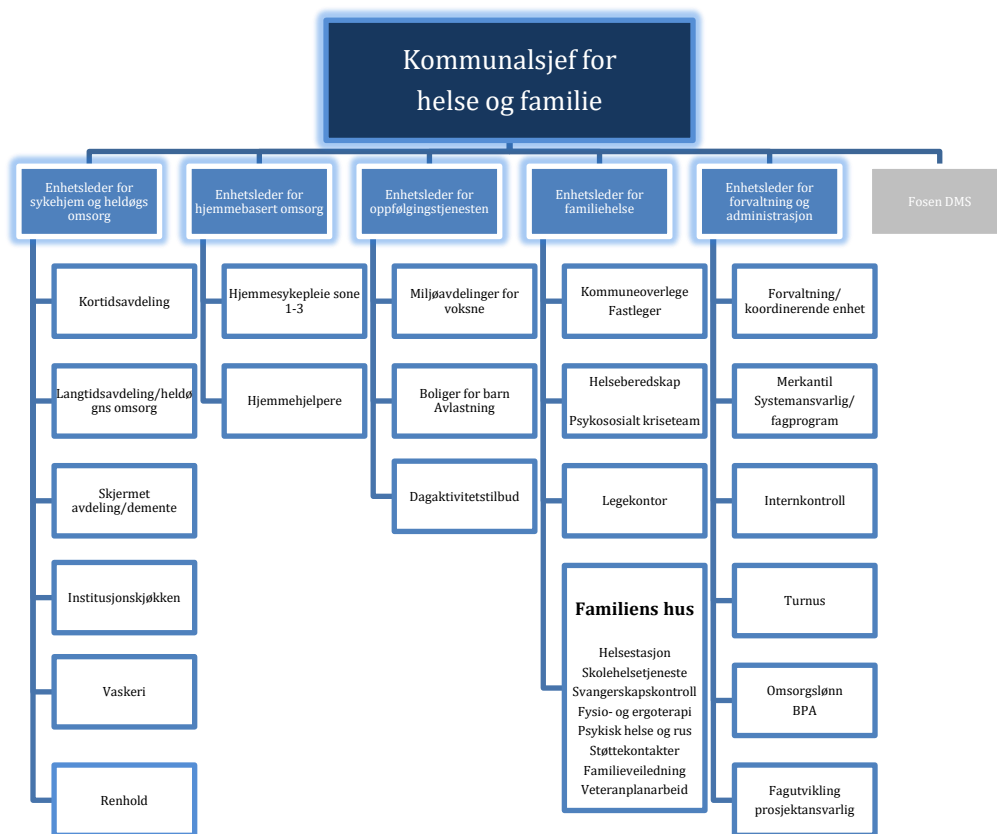 Kommunalsjef for
helse og familie
Enhetsleder for
sykehjem og heldøgs
omsorg
Enhetsleder for
hjemmebasert omsorg
Enhetsleder for
oppfølgingstjenesten
Enhetsleder for
familiehelse
Enhetsleder for
forvaltning og
administrasjon
Fosen DMS
Kortidsavdeling
Langtidsavdeling/heldø
gns omsorg
Skjermet
avdeling/demente
Institusjonskjøkken
Vaskeri
Renhold
Hjemmesykepleie sone
1-3
Hjemmehjelpere
Miljøavdelinger for
voksne
Boliger for barn
Avlastning
Dagaktivitetstilbud
Kommuneoverlege
Fastleger
Helseberedskap
Psykososialt kriseteam
Legekontor
Familiens hus
Helsestasjon
Skolehelsetjeneste
Svangerskapskontroll
Fysio- og ergoterapi
Psykisk helse og rus
Støttekontakter
Familieveiledning
Veteranplanarbeid
Forvaltning/
koordinerende enhet
Merkantil
Systemansvarlig/
fagprogram
Internkontroll
Turnus
Omsorgslønn
BPA
Fagutvikling
prosjektansvarlig